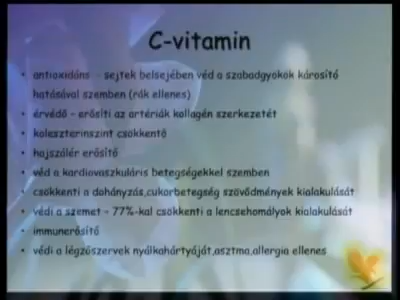 C-vitamin
• antioxidáns - sejtek belsejében véd a szabadgyökök károsító
hatásával szemben (rák ellenes)
• érvédő - erősíti az artériák kollagén szerkezetét
• koleszterinszint csökkentő
• hajszálér erősítő
• véd a kardiovaszkuláris betegségekkel szemben
• csökkenti a dohányzás,cukorbetegség szövődmények kialakulását
• védi a szemet - 77%-kal csökkenti a lencsehomályok kialakulását
• immunerősítő
• védi a légzőszervek nyálkahártyáját,asztma,allergia ellenes